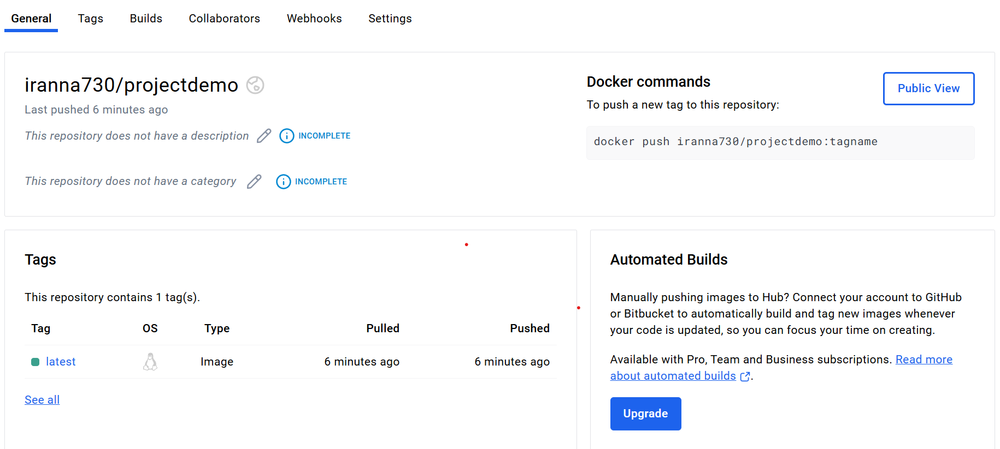 General Tags Builds Collaborators Webhooks Settings
iranna730/projectdemo
Last pushed 6 minutes ago
This repository does not have a description INCOMPLETE
This repository does not have a category INCOMPLETE
Docker commands
Public View
To push a new tag to this repository:
docker push iranna730/projectdemo:tagname
Tags
This repository contains 1 tag(s).
Tag OS Type Pulled Pushed
latest Image 6 minutes ago 6 minutes ago
See all
Automated Builds
Manually pushing images to Hub? Connect your account to GitHub
or Bitbucket to automatically build and tag new images whenever
your code is updated, so you can focus your time on creating.
Available with Pro, Team and Business subscriptions. Read more
about automated builds.
Upgrade